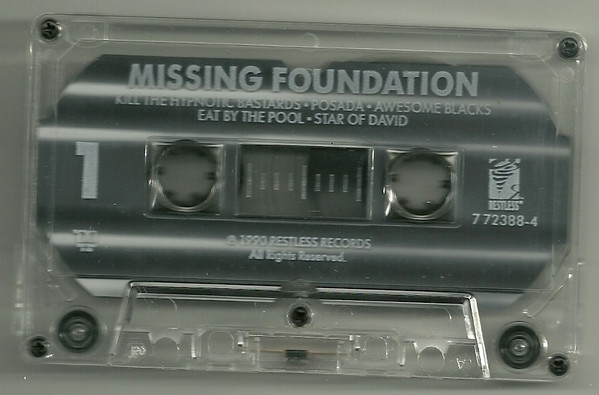 MISSING FOUNDATION
KILL THE HYPNOTIC BASTARDS • POSADA • AWESOME BLACKS
EAT BY THE POOL • STAR OF DAVID
1
RESTLESS
7 72388-4
℗ 1990 RESTLESS RECORDS
All Rights Reserved.